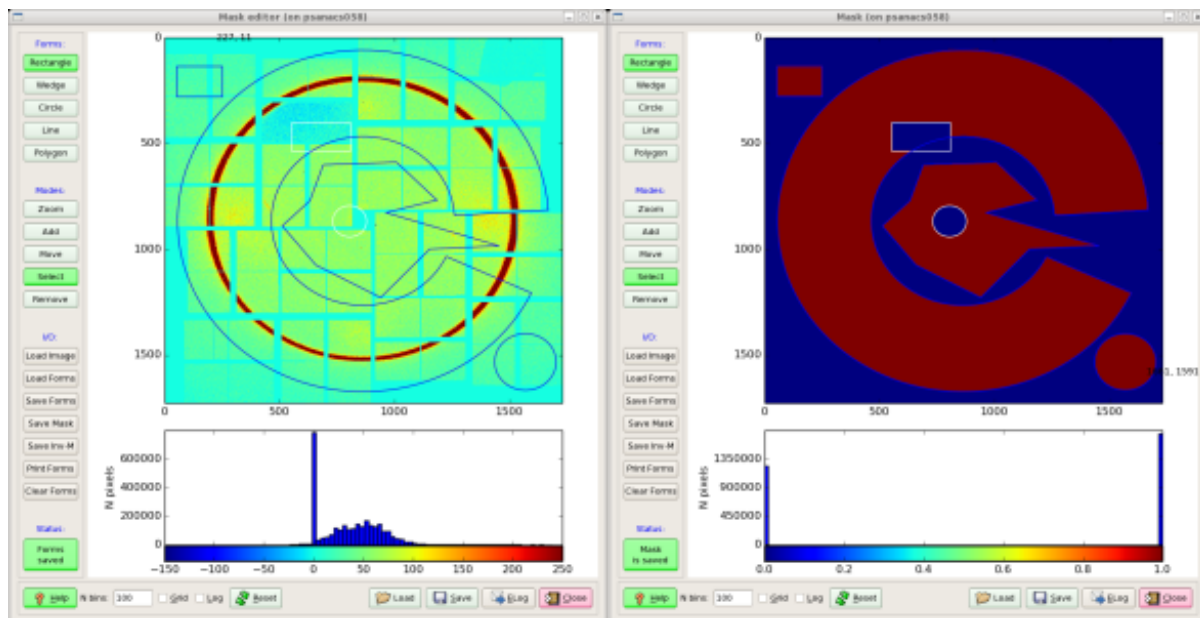 Mask editor (on psanacs058)
Forms:
Rectangle
Wedge
Circle
Line
Polygon
Modes:
Zoom
Add
Move
Select
Remove
I/O:
Load Image
Load Forms
Save Forms
Save Mask
Save Inv-M
Print Forms
Clear Forms
Status:
Forms
saved
227, 11
0
500
1000
1500
0 500 1000 1500
N pixels
600000
400000
200000
0
−150 −100 −50 0 50 100 150 200 250
Help N bins: 100 Grid Log Reset Load Save ELog Close
Mask (on psanacs058)
Forms:
Rectangle
Wedge
Circle
Line
Polygon
Modes:
Zoom
Add
Move
Select
Remove
I/O:
Load Image
Load Forms
Save Forms
Save Mask
Save Inv-M
Print Forms
Clear Forms
Status:
Mask
is saved
0
500
1000
1500
0 500 1000 1500
N pixels
1350000
900000
450000
0
0.0 0.2 0.4 0.6 0.8 1.0
Help N bins: 100 Grid Log Reset Load Save ELog Close